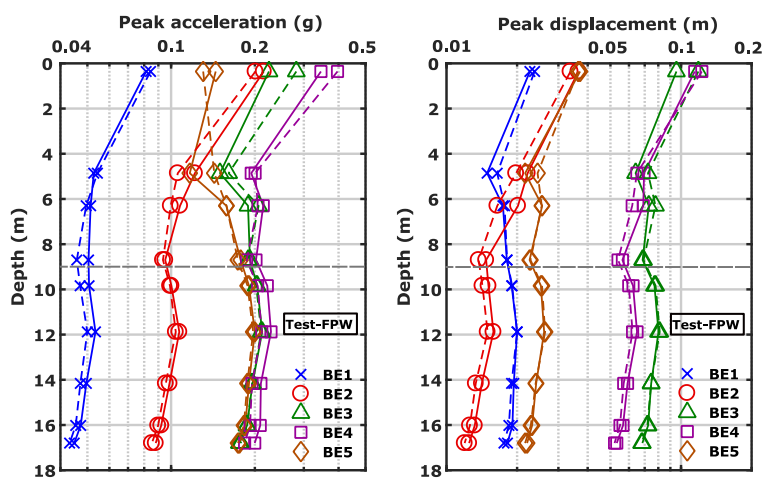 Peak acceleration (g)
0.04 0.1 0.2 0.5
0
2
4
6
8
10
12
14
16
18
Depth (m)
Test-FPW
BE1
BE2
BE3
BE4
BE5
Peak displacement (m)
0.01 0.05 0.1 0.2
0
2
4
6
8
10
12
14
16
18
Depth (m)
Test-FPW
BE1
BE2
BE3
BE4
BE5